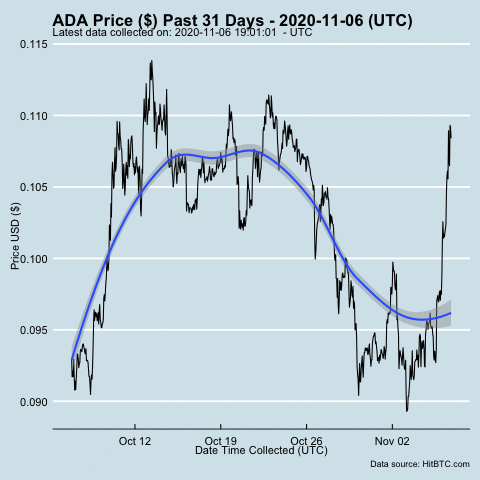 ADA Price ($) Past 31 Days - 2020-11-06 (UTC)
Latest data collected on: 2020-11-06 19:01:01 - UTC
0.115
0.110
0.105
0.100
0.095
0.090
Price USD ($)
Oct 12 Oct 19 Oct 26 Nov 02
Date Time Collected (UTC)
Data source: HitBTC.com